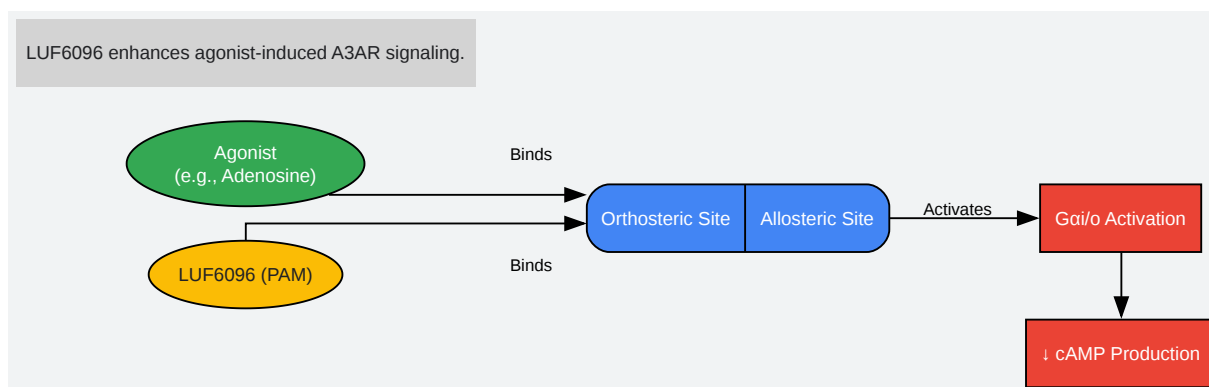 LUF6096 enhances agonist-induced A3AR signaling.
Agonist
(e.g., Adenosine)
Binds
Orthosteric Site
Allosteric Site
Activates
Gαi/o Activation
LUF6096 (PAM)
Binds
↓ cAMP Production